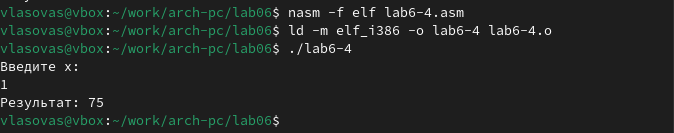 vlasovas@vbox:~/work/arch-pc/lab06$ nasm -f elf lab6-4.asm
vlasovas@vbox:~/work/arch-pc/lab06$ ld -m elf_i386 -o lab6-4 lab6-4.o
vlasovas@vbox:~/work/arch-pc/lab06$ ./lab6-4
Введите x:
1
Результат: 75
vlasovas@vbox:~/work/arch-pc/lab06$